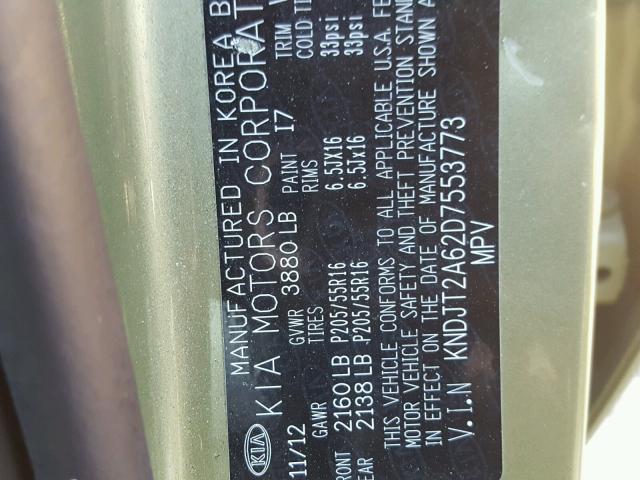 MANUFACTURED IN KOREA B
KIA KIA MOTORS CORPORAT
11/12 GVWR 3880 LB PAINT I7 TRIM
GAWR TIRES RIMS COLD TI
RONT 2160 LB P205/55R16 6.5JX16 33psi
EAR 2138 LB P205/55R16 6.5Jx16 33psi
THIS VEHICLE CONFORMS TO ALL APPLICABLE U.S.A. FE
MOTOR VEHICLE SAFETY AND THEFT PREVENTION STAN
IN EFFECT ON THE DATE OF MANUFACTURE SHOWN A
V.I.N KNDJT2A62D7553773
MPV